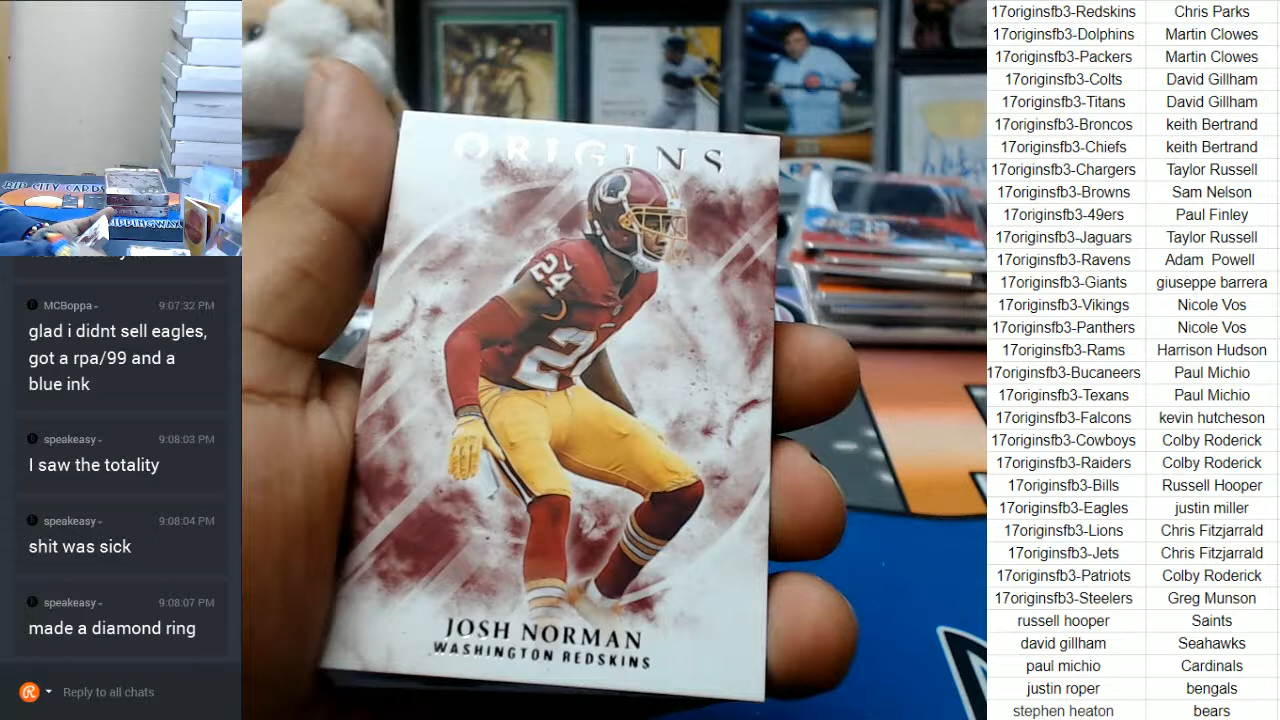 RIP CITY CARDS
MCBoppa
9:07:32 PM
glad i didnt sell eagles,
got a rpa/99 and a
blue ink
speakeasy
9:08:03 PM
I saw the totality
speakeasy
9:08:04 PM
shit was sick
speakeasy
9:08:07 PM
made a diamond ring
Reply to all chats
ORIGINS
24
24
JOSH NORMAN
WASHINGTON REDSKINS
17originsfb3-Redskins Chris Parks
17originsfb3-Dolphins Martin Clowes
17originsfb3-Packers Martin Clowes
17originsfb3-Colts David Gillham
17originsfb3-Titans David Gillham
17originsfb3-Broncos keith Bertrand
17originsfb3-Chiefs keith Bertrand
17originsfb3-Chargers Taylor Russell
17originsfb3-Browns Sam Nelson
17originsfb3-49ers Paul Finley
17originsfb3-Jaguars Taylor Russell
17originsfb3-Ravens Adam Powell
17originsfb3-Giants giuseppe barrera
17originsfb3-Vikings Nicole Vos
17originsfb3-Panthers Nicole Vos
17originsfb3-Rams Harrison Hudson
17originsfb3-Bucaneers Paul Michio
17originsfb3-Texans Paul Michio
17originsfb3-Falcons kevin hutcheson
17originsfb3-Cowboys Colby Roderick
17originsfb3-Raiders Colby Roderick
17originsfb3-Bills Russell Hooper
17originsfb3-Eagles justin miller
17originsfb3-Lions Chris Fitzjarrald
17originsfb3-Jets Chris Fitzjarrald
17originsfb3-Patriots Colby Roderick
17originsfb3-Steelers Greg Munson
russell hooper Saints
david gillham Seahawks
paul michio Cardinals
justin roper bengals
stephen heaton bears